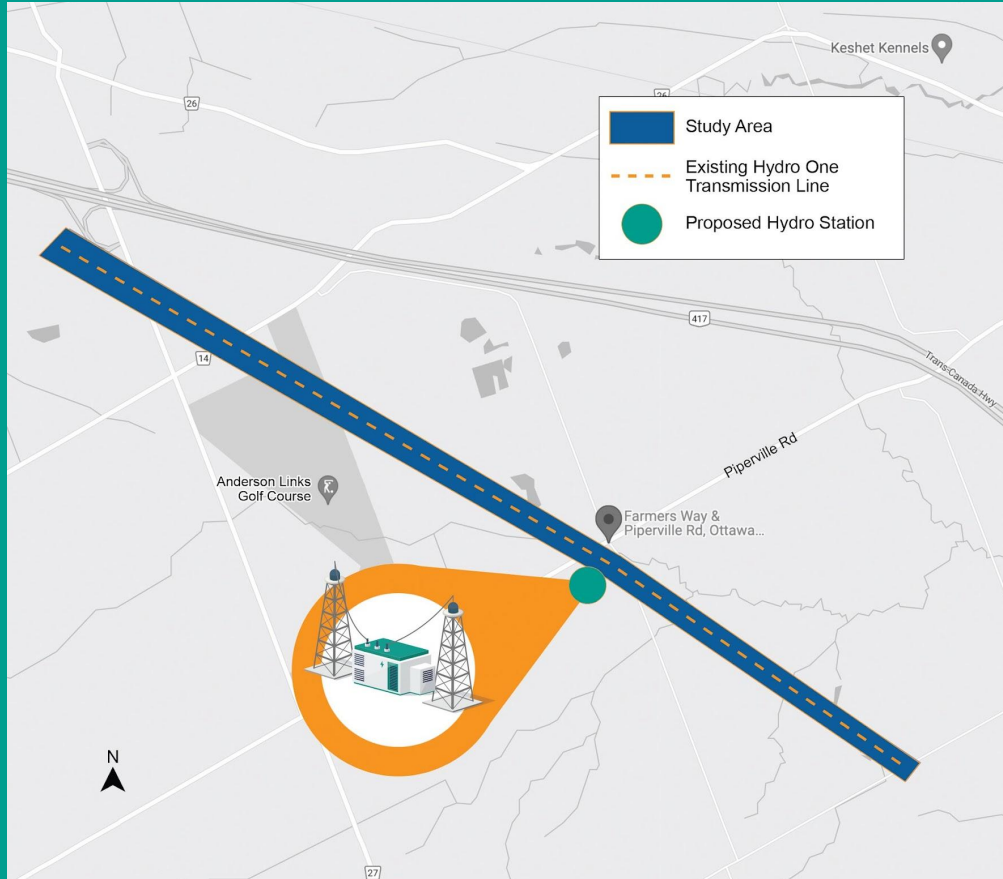 Keshet Kennels
26
26
Study Area
Existing Hydro One
Transmission Line
Proposed Hydro Station
417
14
Trans-Canada Hwy
Piperville Rd
Anderson Links
Golf Course
Farmers Way &
Piperville Rd, Ottawa...
N
27